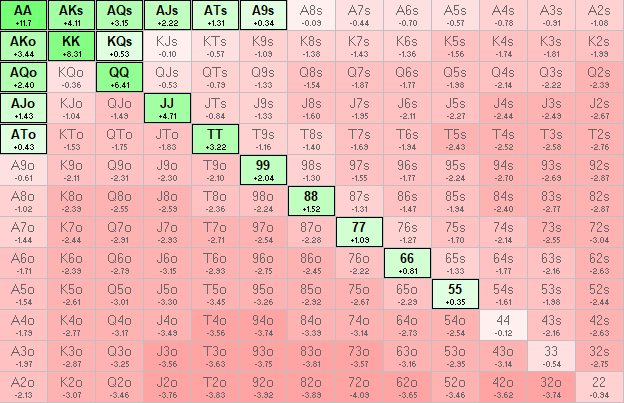 AA AKs AQs AJs ATs A9s A8s A7s A6s A5s A4s A3s A2s
+11.7 +4.11 +3.15 +2.22 +1.31 +0.34 -0.09 -0.44 -0.70 -0.57 -0.78 -0.91 -1.08
AKo KK KQs KJs KTs K9s K8s K7s K6s K5s K4s K3s K2s
+3.44 +8.31 +0.53 -0.10 -0.57 -1.09 -1.38 -1.43 -1.36 -1.56 -1.74 -1.81 -1.99
AQo KQo QQ QJs QTs Q9s Q8s Q7s Q6s Q5s Q4s Q3s Q2s
+2.40 -0.36 +6.41 -0.53 -0.79 -1.33 -1.54 -1.87 -1.77 -1.98 -2.14 -2.22 -2.39
AJo KJo QJo JJ JTs J9s J8s J7s J6s J5s J4s J3s J2s
+1.43 -1.04 -1.49 +4.71 -0.84 -1.33 -1.60 -1.95 -2.11 -2.27 -2.44 -2.49 -2.67
ATo KTo QTo JTo TT T9s T8s T7s T6s T5s T4s T3s T2s
+0.43 -1.53 -1.75 -1.83 +3.22 -1.16 -1.40 -1.69 -1.94 -2.43 -2.52 -2.58 -2.76
A9o K9o Q9o J9o T9o 99 98s 97s 96s 95s 94s 93s 92s
-0.61 -2.11 -2.31 -2.30 -2.10 +2.04 -1.30 -1.55 -1.77 -2.24 -2.70 -2.69 -2.87
A8o K8o Q8o J8o T8o 98o 88 87s 86s 85s 84s 83s 82s
-1.02 -2.39 -2.55 -2.59 -2.36 -2.24 +1.52 -1.31 -1.47 -1.94 -2.40 -2.77 -2.87
A7o K7o Q7o J7o T7o 97o 87o 77 76s 75s 74s 73s 72s
-1.44 -2.44 -2.91 -2.93 -2.71 -2.54 -2.28 +1.09 -1.27 -1.70 -2.14 -2.55 -3.04
A6o K6o Q6o J6o T6o 96o 86o 76o 66 65s 64s 63s 62s
-1.71 -2.39 -2.79 -3.15 -2.93 -2.75 -2.45 -2.22 +0.81 -1.33 -1.77 -2.16 -2.63
A5o K5o Q5o J5o T5o 95o 85o 75o 65o 55 54s 53s 52s
-1.54 -2.61 -3.01 -3.30 -3.45 -3.26 -2.92 -2.67 -2.29 +0.35 -1.61 -1.98 -2.44
A4o K4o Q4o J4o T4o 94o 84o 74o 64o 54o 44 43s 42s
-1.79 -2.77 -3.17 -3.49 -3.56 -3.74 -3.39 -3.14 -2.73 -2.54 -0.12 -2.16 -2.63
A3o K3o Q3o J3o T3o 93o 83o 73o 63o 53o 43o 33 32s
-1.97 -2.87 -3.25 -3.56 -3.63 -3.75 -3.81 -3.57 -3.16 -2.95 -3.14 -0.54 -2.75
A2o K2o Q2o J2o T2o 92o 82o 72o 62o 52o 42o 32o 22
-2.13 -3.07 -3.46 -3.76 -3.83 -3.92 -3.89 -4.09 -3.65 -3.46 -3.62 -3.74 -0.94